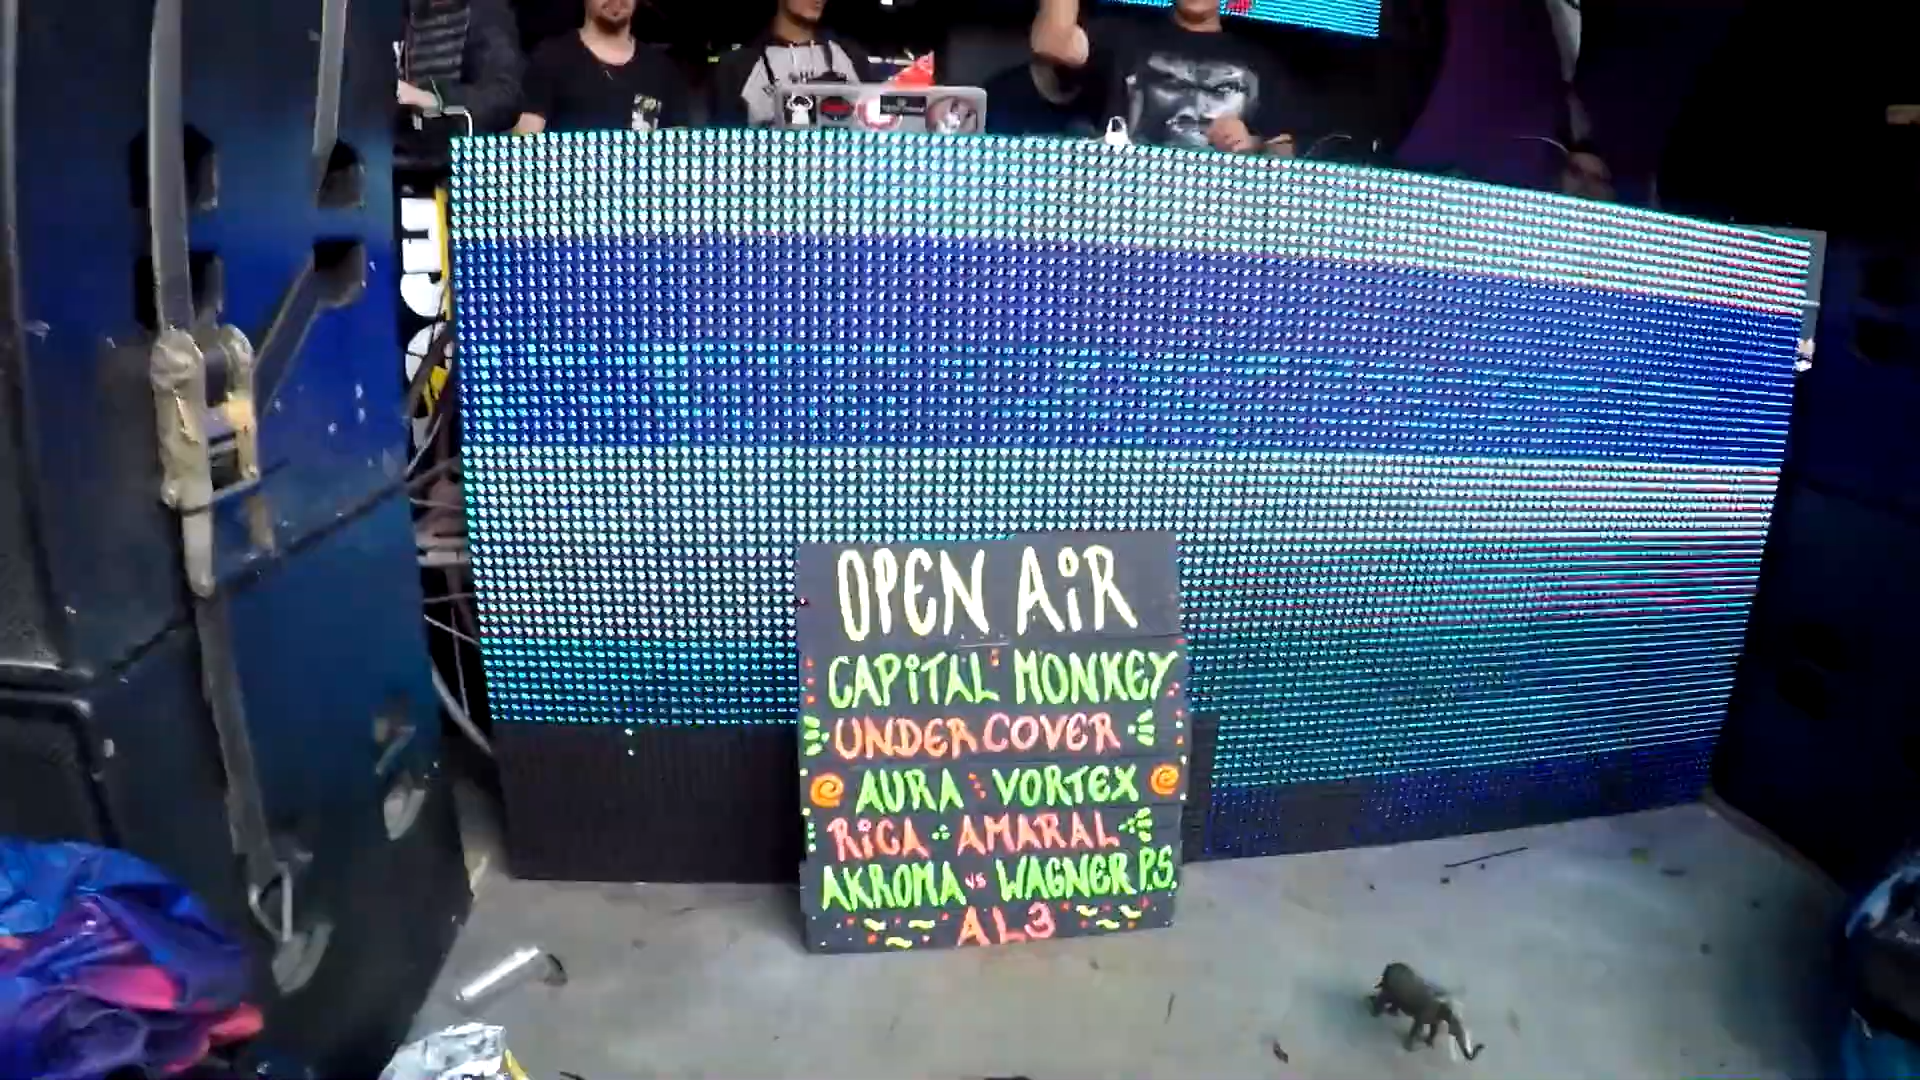 OPEN AiR
CAPiTAL MONKEY
UNDERCOVER
AURA VORTEX
RiCA AMARAL
AKROMA vs WAGNER P.S.
AL3